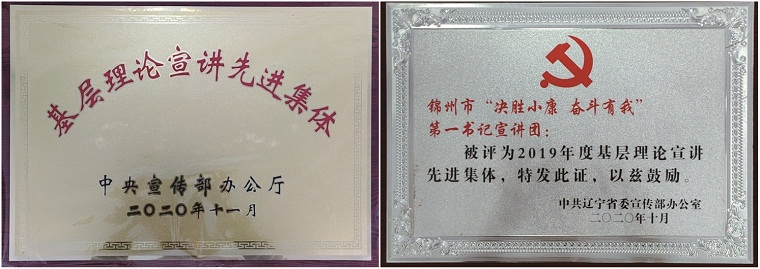 基层理论宣讲先进集体
中央宣传部办公厅
二〇二〇年十一月
锦州市“决胜小康 奋斗有我”
第一书记宣讲团：
被评为2019年度基层理论宣讲
先进集体，特发此证，以兹鼓励。
中共辽宁省委宣传部办公室
二〇二〇年十月